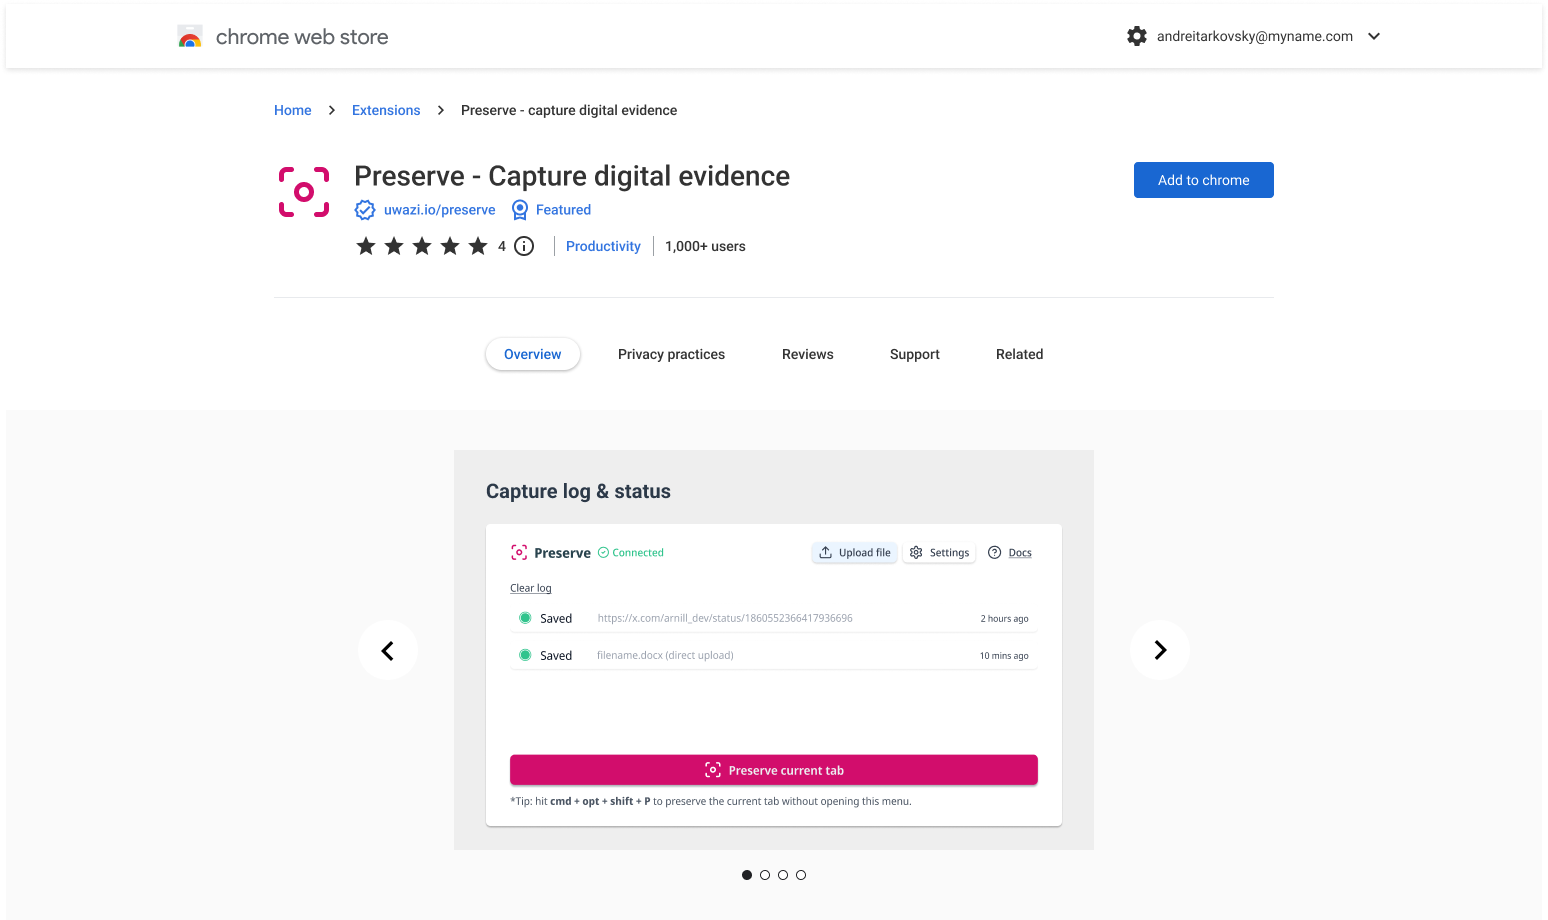 chrome web store
andreitarkovsky@myname.com
Home > Extensions > Preserve - capture digital evidence
Preserve - Capture digital evidence
Add to chrome
uwazi.io/preserve Featured
4 Productivity 1,000+ users
Overview Privacy practices Reviews Support Related
Capture log & status
Preserve Connected Upload file Settings Docs
Clear log
Saved https://x.com/arnill_dev/status/1860552366417936696 2 hours ago
Saved filename.docx (direct upload) 10 mins ago
Preserve current tab
*Tip: hit cmd + opt + shift + P to preserve the current tab without opening this menu.